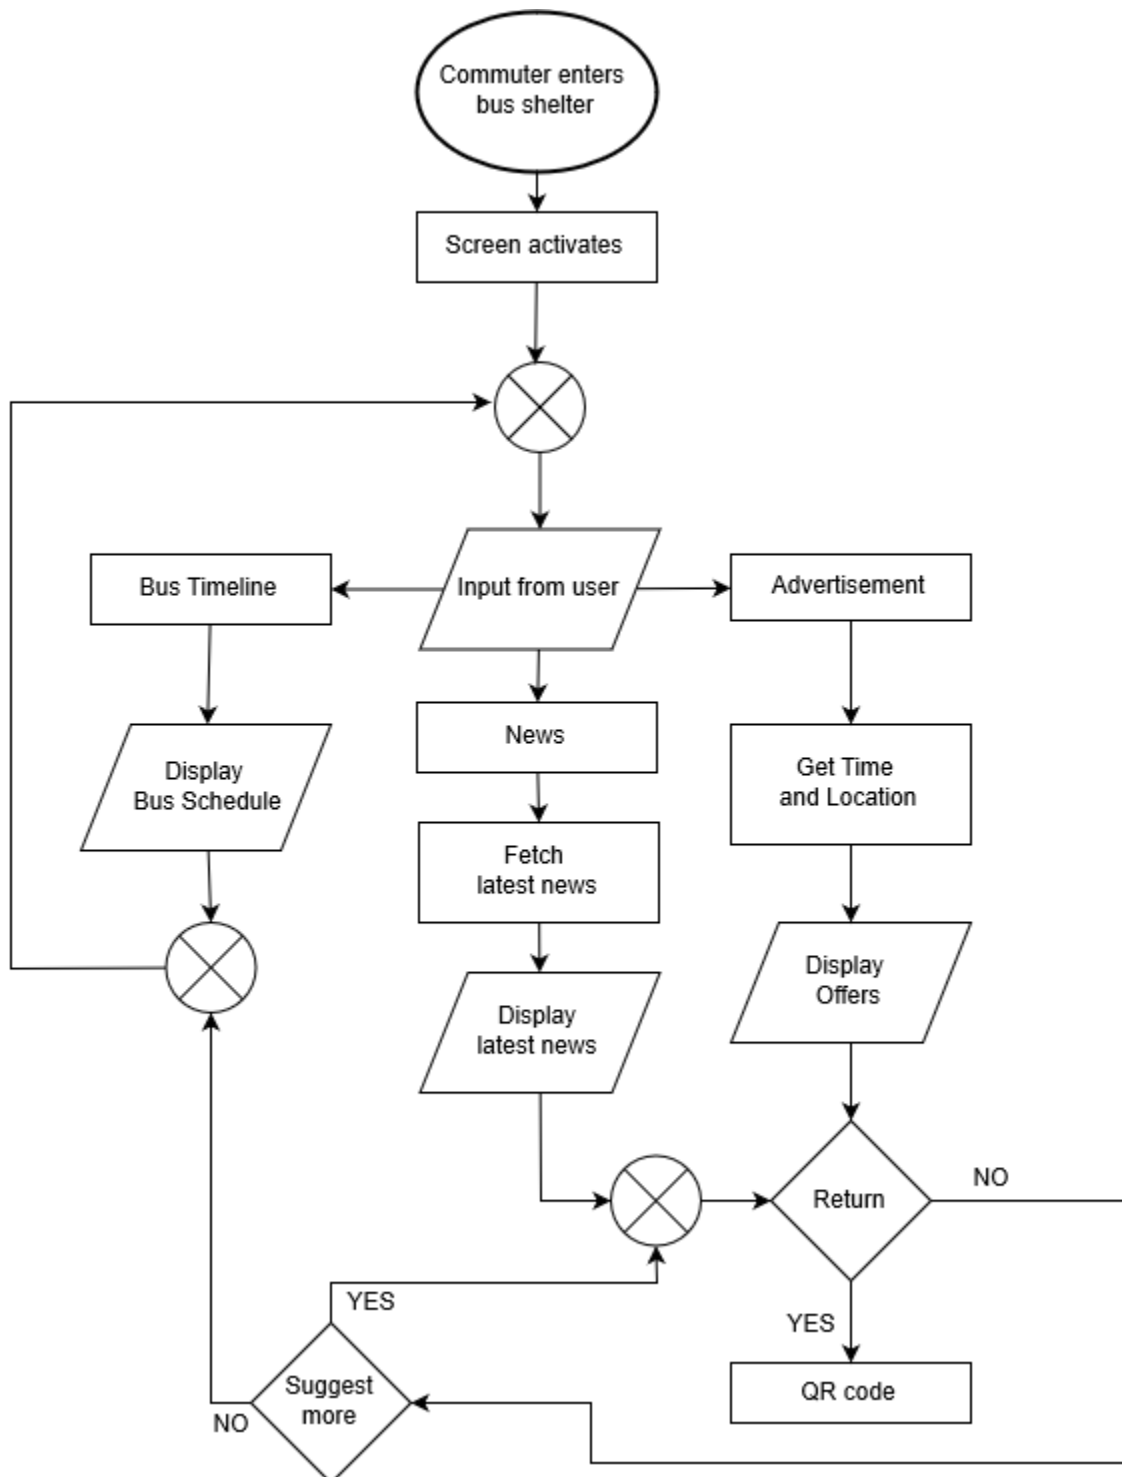 Commuter enters
bus shelter
Screen activates
Bus Timeline
Input from user
Advertisement
Display
Bus Schedule
News
Get Time
and Location
Fetch
latest news
Display
Offers
Display
latest news
Return
NO
YES
YES
Suggest
more
NO
QR code